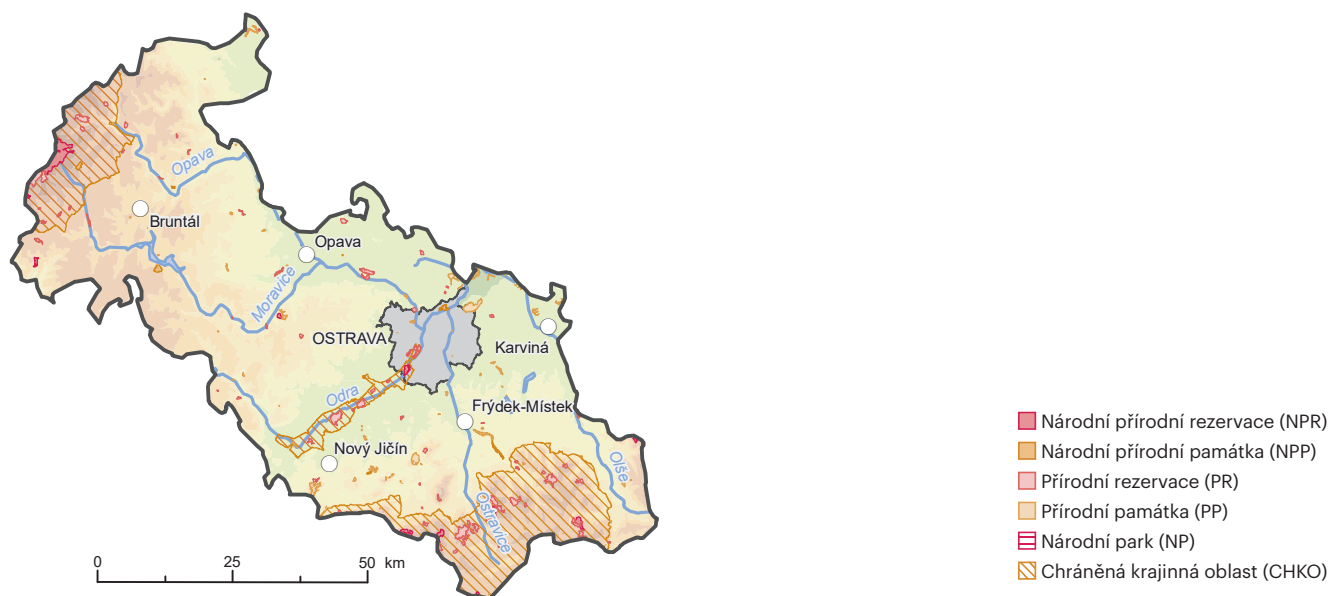 Opava
Bruntál
Opava
Moravice
OSTRAVA
Karviná
Odra
Frýdek-Místek
Nový Jičín
Olše
Ostravice
0 25 50 km
Národní přírodní rezervace (NPR)
Národní přírodní památka (NPP)
Přírodní rezervace (PR)
Přírodní památka (PP)
Národní park (NP)
Chráněná krajinná oblast (CHKO)